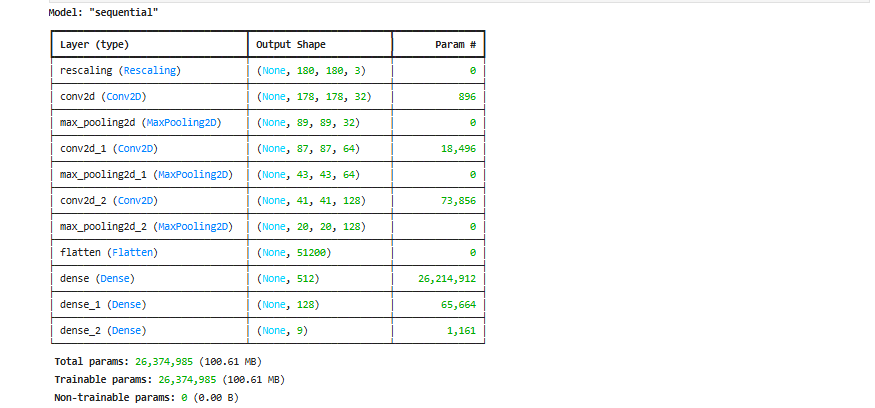 Model: "sequential"
Layer (type) Output Shape Param #
rescaling (Rescaling) (None, 180, 180, 3) 0
conv2d (Conv2D) (None, 178, 178, 32) 896
max_pooling2d (MaxPooling2D) (None, 89, 89, 32) 0
conv2d_1 (Conv2D) (None, 87, 87, 64) 18,496
max_pooling2d_1 (MaxPooling2D) (None, 43, 43, 64) 0
conv2d_2 (Conv2D) (None, 41, 41, 128) 73,856
max_pooling2d_2 (MaxPooling2D) (None, 20, 20, 128) 0
flatten (Flatten) (None, 51200) 0
dense (Dense) (None, 512) 26,214,912
dense_1 (Dense) (None, 128) 65,664
dense_2 (Dense) (None, 9) 1,161
Total params: 26,374,985 (100.61 MB)
Trainable params: 26,374,985 (100.61 MB)
Non-trainable params: 0 (0.00 B)